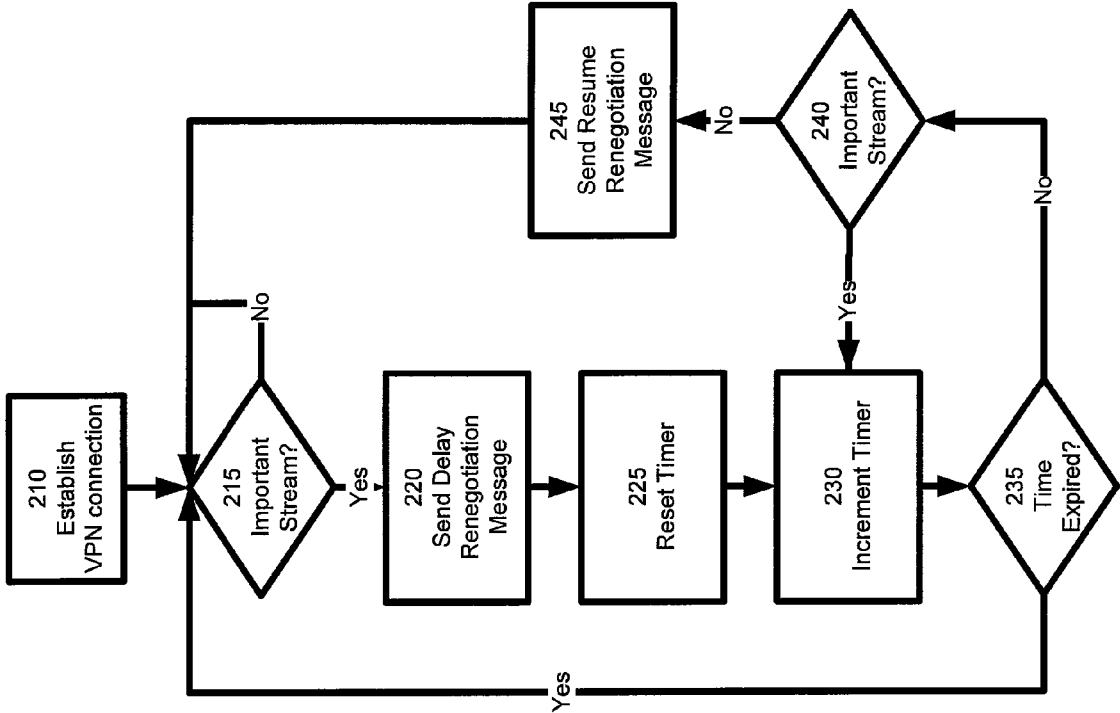 210
Establish
VPN connection
215
Important
Stream?
No
Yes
220
Send Delay
Renegotiation
Message
225
Reset Timer
230
Increment Timer
235
Time
Expired?
Yes
No
240
Important
Stream?
Yes
No
245
Send Resume
Renegotiation
Message